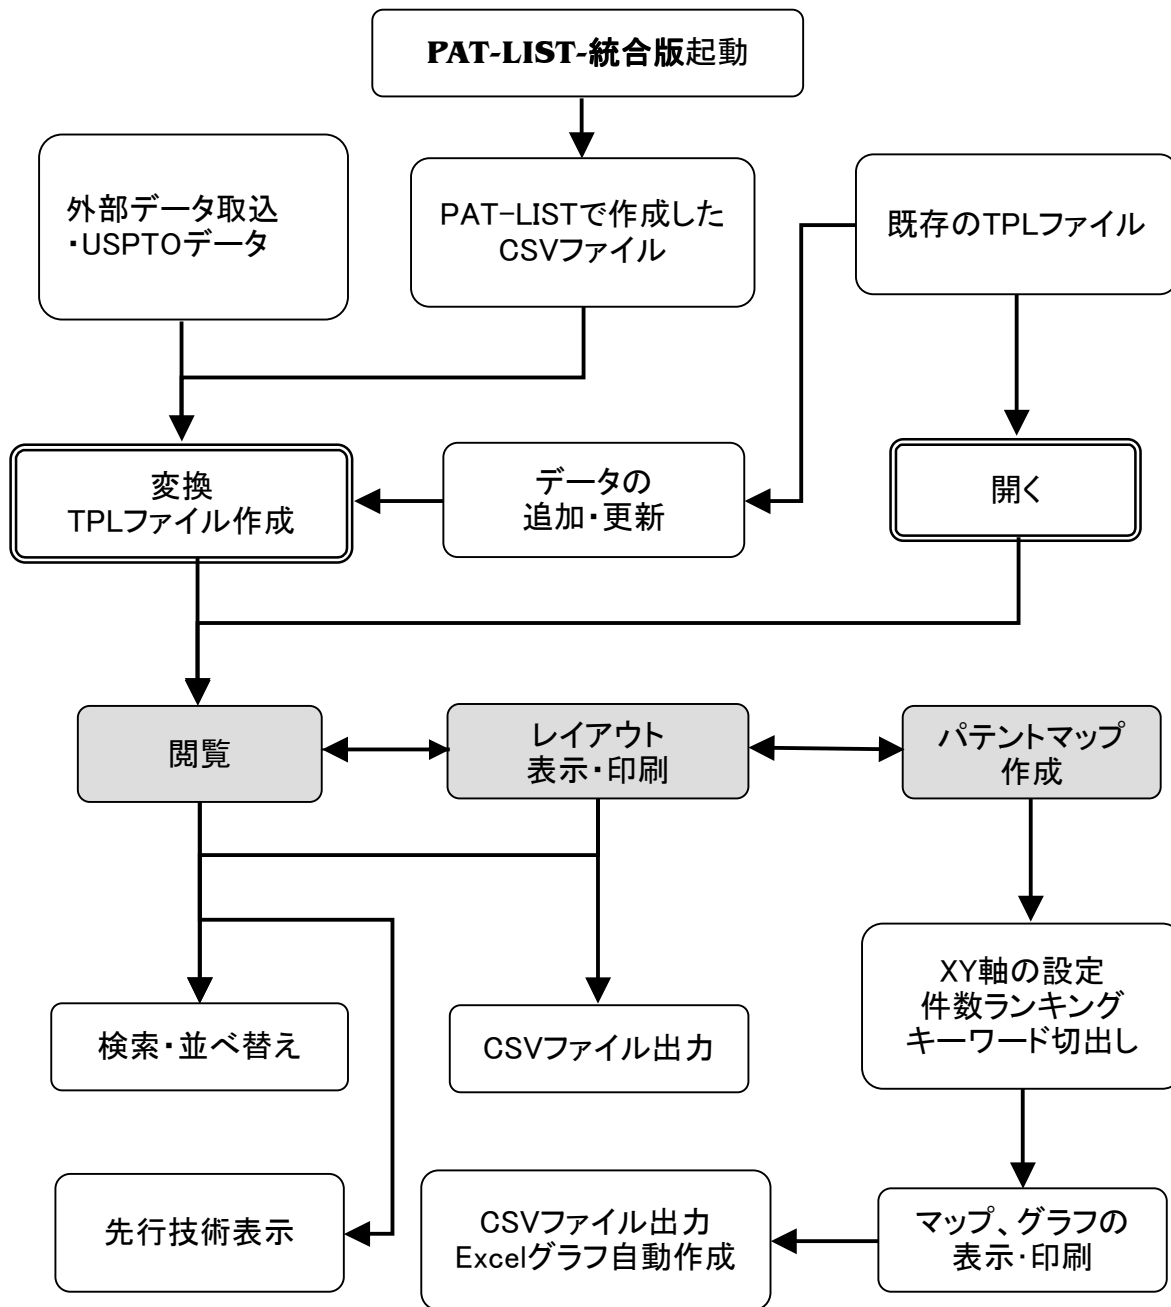 PAT-LIST-統合版起動
外部データ取込
・USPTOデータ
PAT-LISTで作成した
CSVファイル
既存のTPLファイル
変換
TPLファイル作成
データの
追加・更新
開く
閲覧
レイアウト
表示・印刷
パテントマップ
作成
検索・並べ替え
CSVファイル出力
XY軸の設定
件数ランキング
キーワード切出し
先行技術表示
CSVファイル出力
Excelグラフ自動作成
マップ、グラフの
表示・印刷